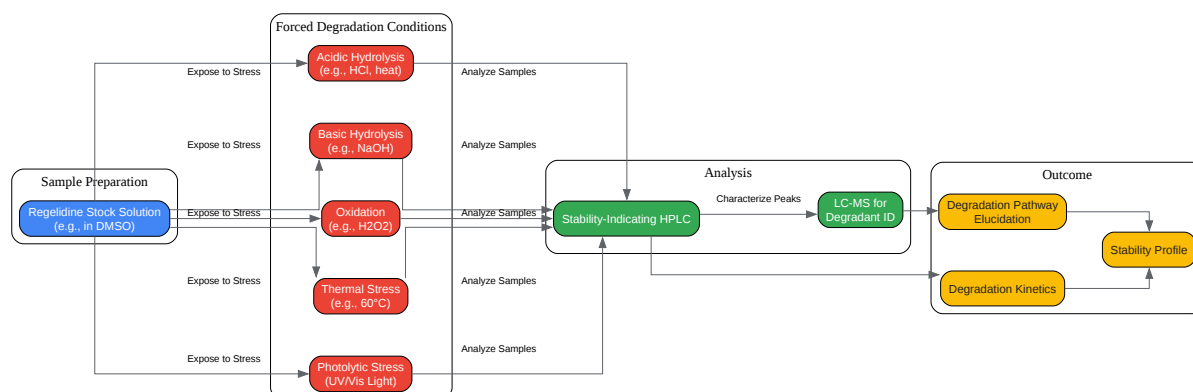 Sample Preparation
Regelidine Stock Solution
(e.g., in DMSO)
Expose to Stress
Expose to Stress
Expose to Stress
Expose to Stress
Expose to Stress
Forced Degradation Conditions
Acidic Hydrolysis
(e.g., HCl, heat)
Basic Hydrolysis
(e.g., NaOH)
Oxidation
(e.g., H2O2)
Thermal Stress
(e.g., 60°C)
Photolytic Stress
(UV/Vis Light)
Analyze Samples
Analyze Samples
Analyze Samples
Analyze Samples
Analyze Samples
Analysis
Stability-Indicating HPLC
Characterize Peaks
LC-MS for
Degradant ID
Outcome
Degradation Pathway
Elucidation
Degradation Kinetics
Stability Profile